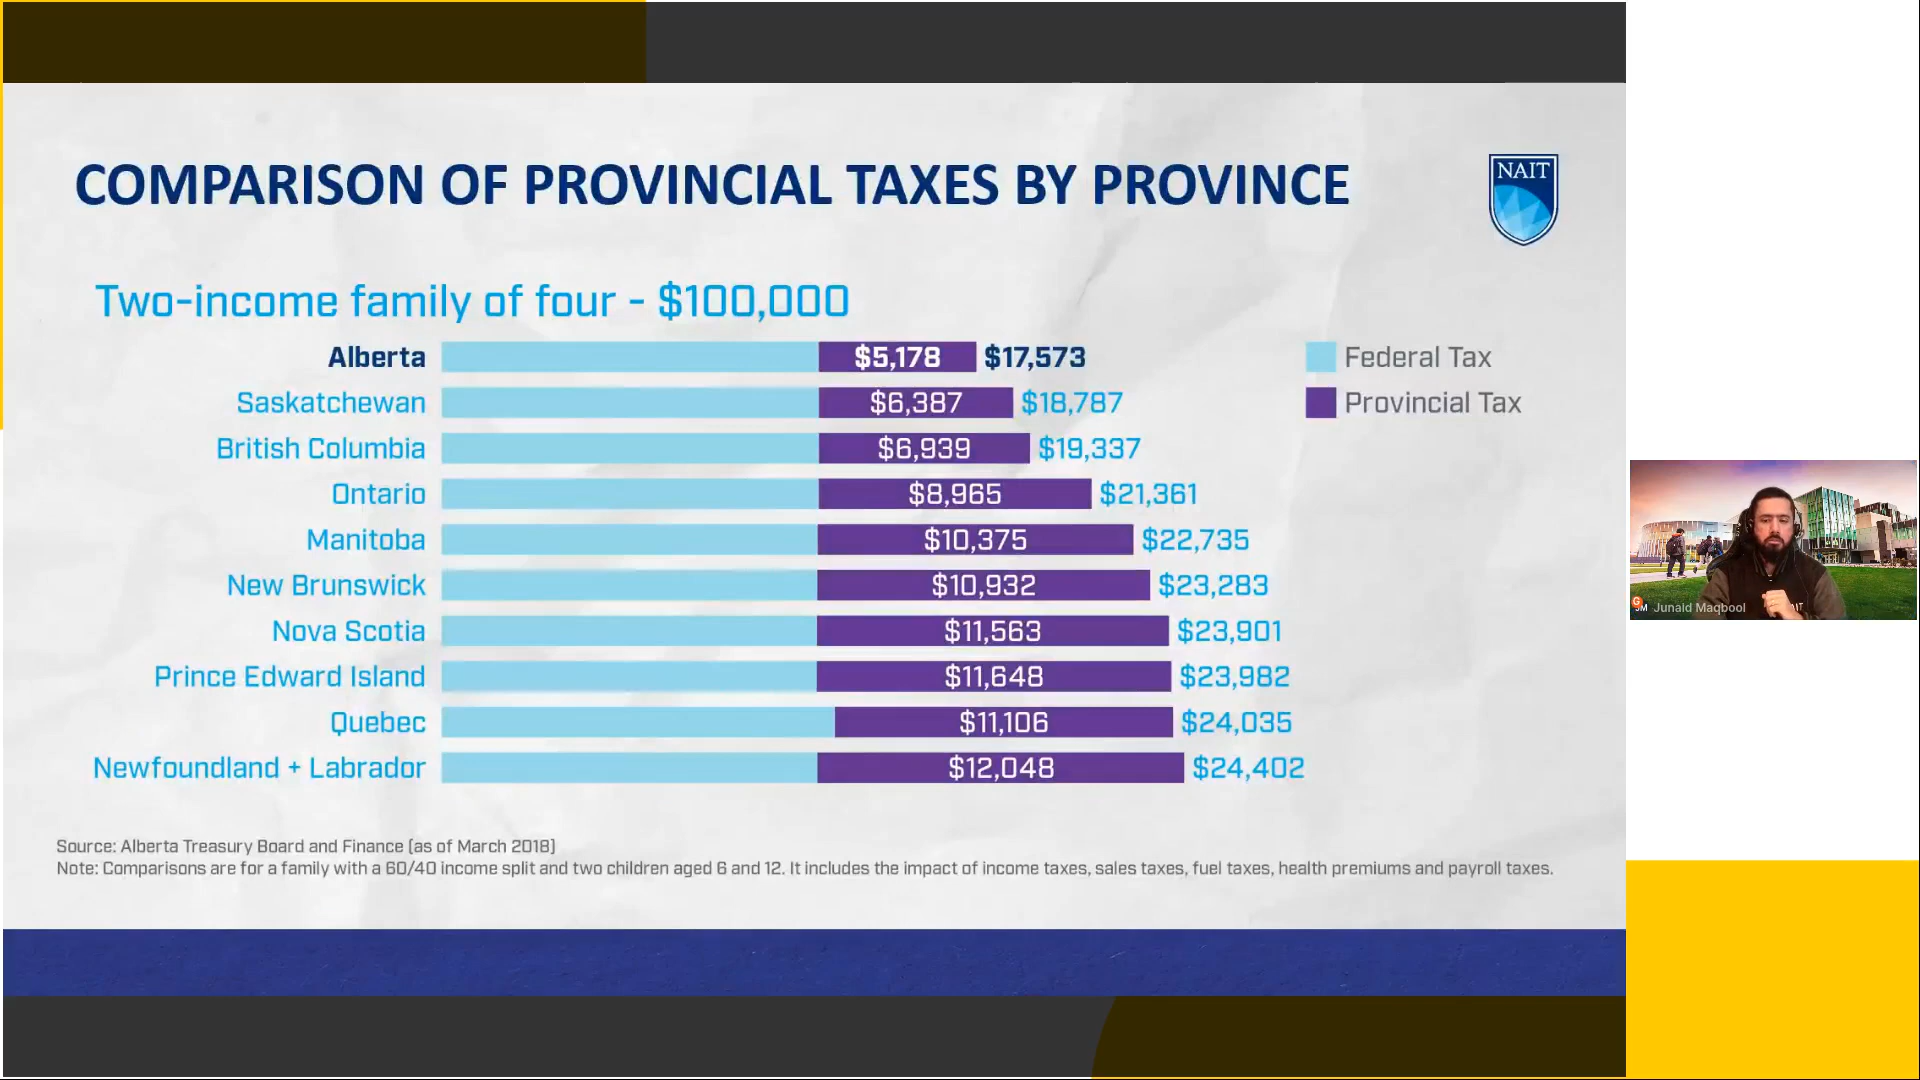 COMPARISON OF PROVINCIAL TAXES BY PROVINCE
NAIT
Two-income family of four - $100,000
Alberta $5,178 $17,573
Saskatchewan $6,387 $18,787
British Columbia $6,939 $19,337
Ontario $8,965 $21,361
Manitoba $10,375 $22,735
New Brunswick $10,932 $23,283
Nova Scotia $11,563 $23,901
Prince Edward Island $11,648 $23,982
Quebec $11,106 $24,035
Newfoundland + Labrador $12,048 $24,402
Federal Tax
Provincial Tax
Source: Alberta Treasury Board and Finance (as of March 2018)
Note: Comparisons are for a family with a 60/40 income split and two children aged 6 and 12. It includes the impact of income taxes, sales taxes, fuel taxes, health premiums and payroll taxes.
Junaid Maqbool